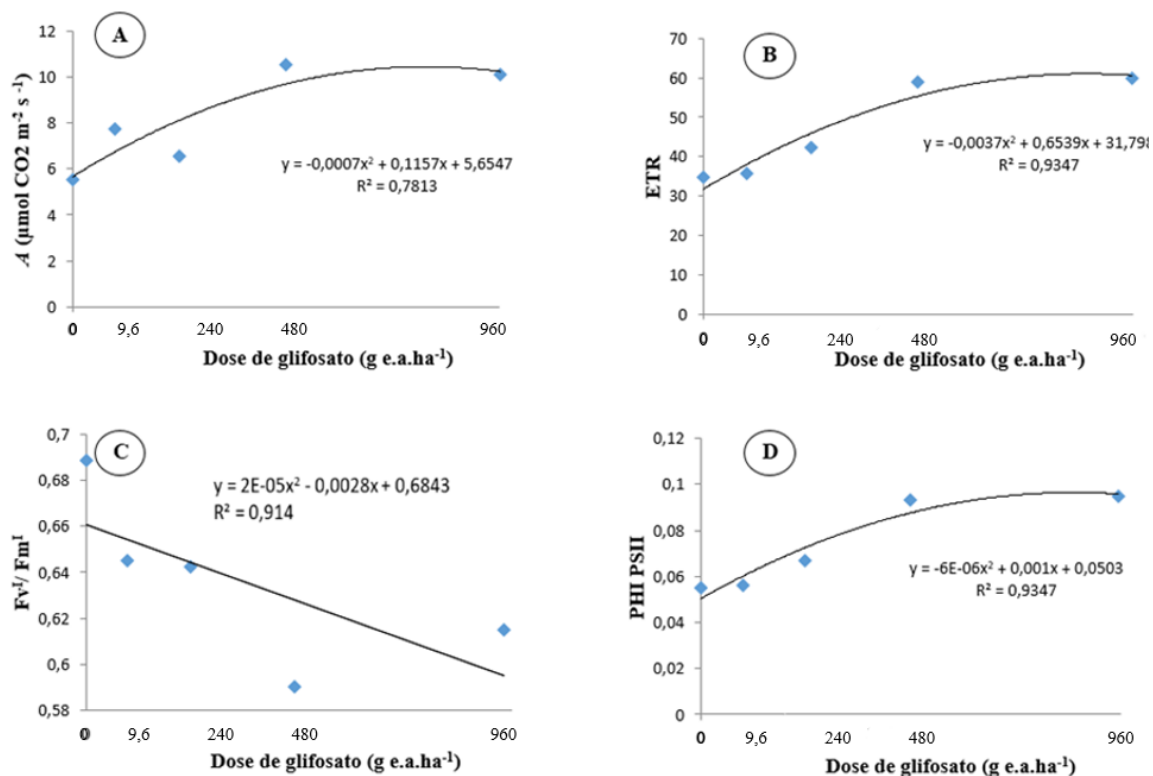 A
A (µmol CO2 m⁻² s⁻¹)
12
10
8
6
4
2
0
y = -0,0007x² + 0,1157x + 5,6547
R² = 0,7813
0 9,6 240 480 960
Dose de glifosato (g e.a.ha⁻¹)
B
ETR
70
60
50
40
30
20
10
0
y = -0,0037x² + 0,6539x + 31,798
R² = 0,9347
0 9,6 240 480 960
Dose de glifosato (g e.a.ha⁻¹)
C
Fvᴵ/ Fmᴵ
0,7
0,68
0,66
0,64
0,62
0,6
0,58
y = 2E-05x² - 0,0028x + 0,6843
R² = 0,914
0 9,6 240 480 960
Dose de glifosato (g e.a.ha⁻¹)
D
PHI PSII
0,12
0,1
0,08
0,06
0,04
0,02
0
y = -6E-06x² + 0,001x + 0,0503
R² = 0,9347
0 9,6 240 480 960
Dose de glifosato (g e.a.ha⁻¹)